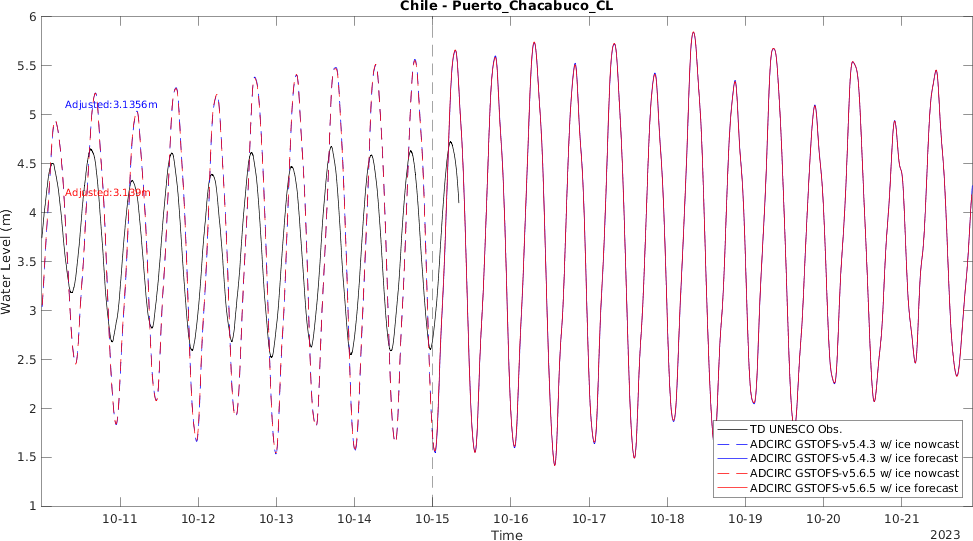 Chile - Puerto_Chacabuco_CL
6
5.5
5
4.5
4
3.5
3
2.5
2
1.5
1
Water Level (m)
Adjusted:3.1356m
Adjusted:3.139m
TD UNESCO Obs.
ADCIRC GSTOFS-v5.4.3 w/ ice nowcast
ADCIRC GSTOFS-v5.4.3 w/ ice forecast
ADCIRC GSTOFS-v5.6.5 w/ ice nowcast
ADCIRC GSTOFS-v5.6.5 w/ ice forecast
10-11 10-12 10-13 10-14 10-15 10-16 10-17 10-18 10-19 10-20 10-21
Time
2023